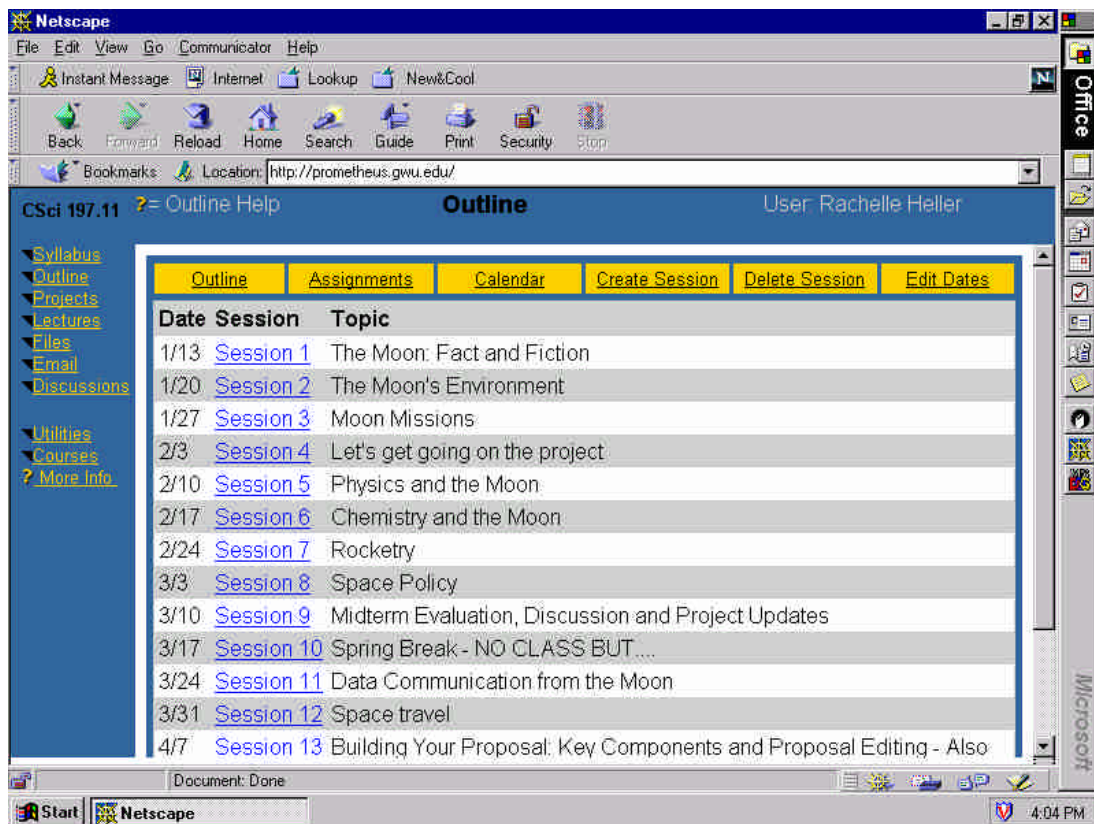 Netscape
File Edit View Go Communicator Help
Instant Message Internet Lookup New&Cool
N
Back Forward Reload Home Search Guide Print Security Stop
Bookmarks Location: http://prometheus.gwu.edu/
Office
CSci 197.11 ?= Outline Help Outline User: Rachelle Heller
Syllabus
Outline
Projects
Lectures
Files
Email
Discussions
Utilities
Courses
? More Info
Outline Assignments Calendar Create Session Delete Session Edit Dates
Date Session Topic
1/13 Session 1 The Moon: Fact and Fiction
1/20 Session 2 The Moon's Environment
1/27 Session 3 Moon Missions
2/3 Session 4 Let's get going on the project
2/10 Session 5 Physics and the Moon
2/17 Session 6 Chemistry and the Moon
2/24 Session 7 Rocketry
3/3 Session 8 Space Policy
3/10 Session 9 Midterm Evaluation, Discussion and Project Updates
3/17 Session 10 Spring Break - NO CLASS BUT....
3/24 Session 11 Data Communication from the Moon
3/31 Session 12 Space travel
4/7 Session 13 Building Your Proposal: Key Components and Proposal Editing - Also
Microsoft
Document: Done
Start Netscape 4:04 PM